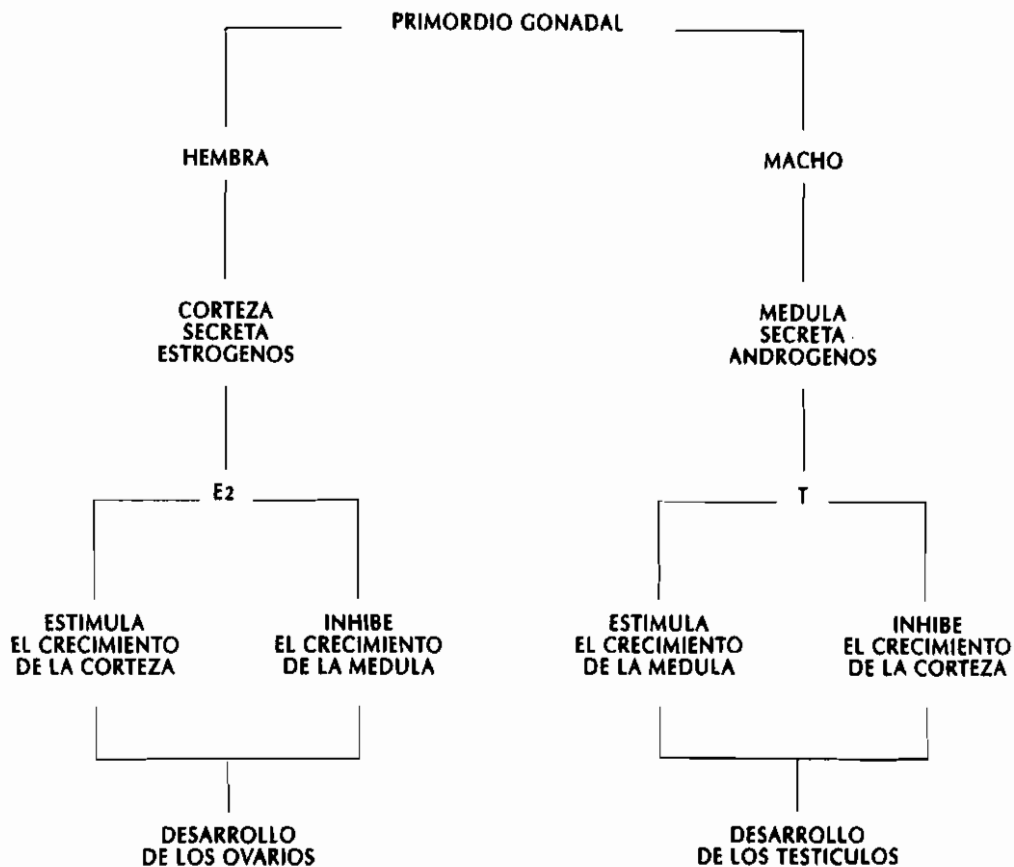 PRIMORDIO GONADAL
HEMBRA
MACHO
CORTEZA
SECRETA
ESTROGENOS
MEDULA
SECRETA
ANDROGENOS
E2
T
ESTIMULA
EL CRECIMIENTO
DE LA CORTEZA
INHIBE
EL CRECIMIENTO
DE LA MEDULA
ESTIMULA
EL CRECIMIENTO
DE LA MEDULA
INHIBE
EL CRECIMIENTO
DE LA CORTEZA
DESARROLLO
DE LOS OVARIOS
DESARROLLO
DE LOS TESTICULOS